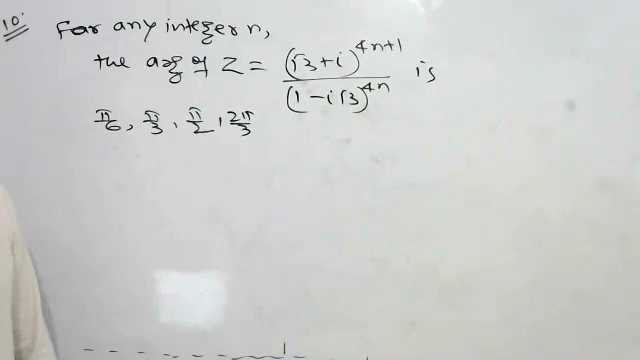 10.
For any integer n,
the arg of Z = (√3+i)^4n+1 / (1-i√3)^4n is
π/6, π/3, π/2, 2π/3